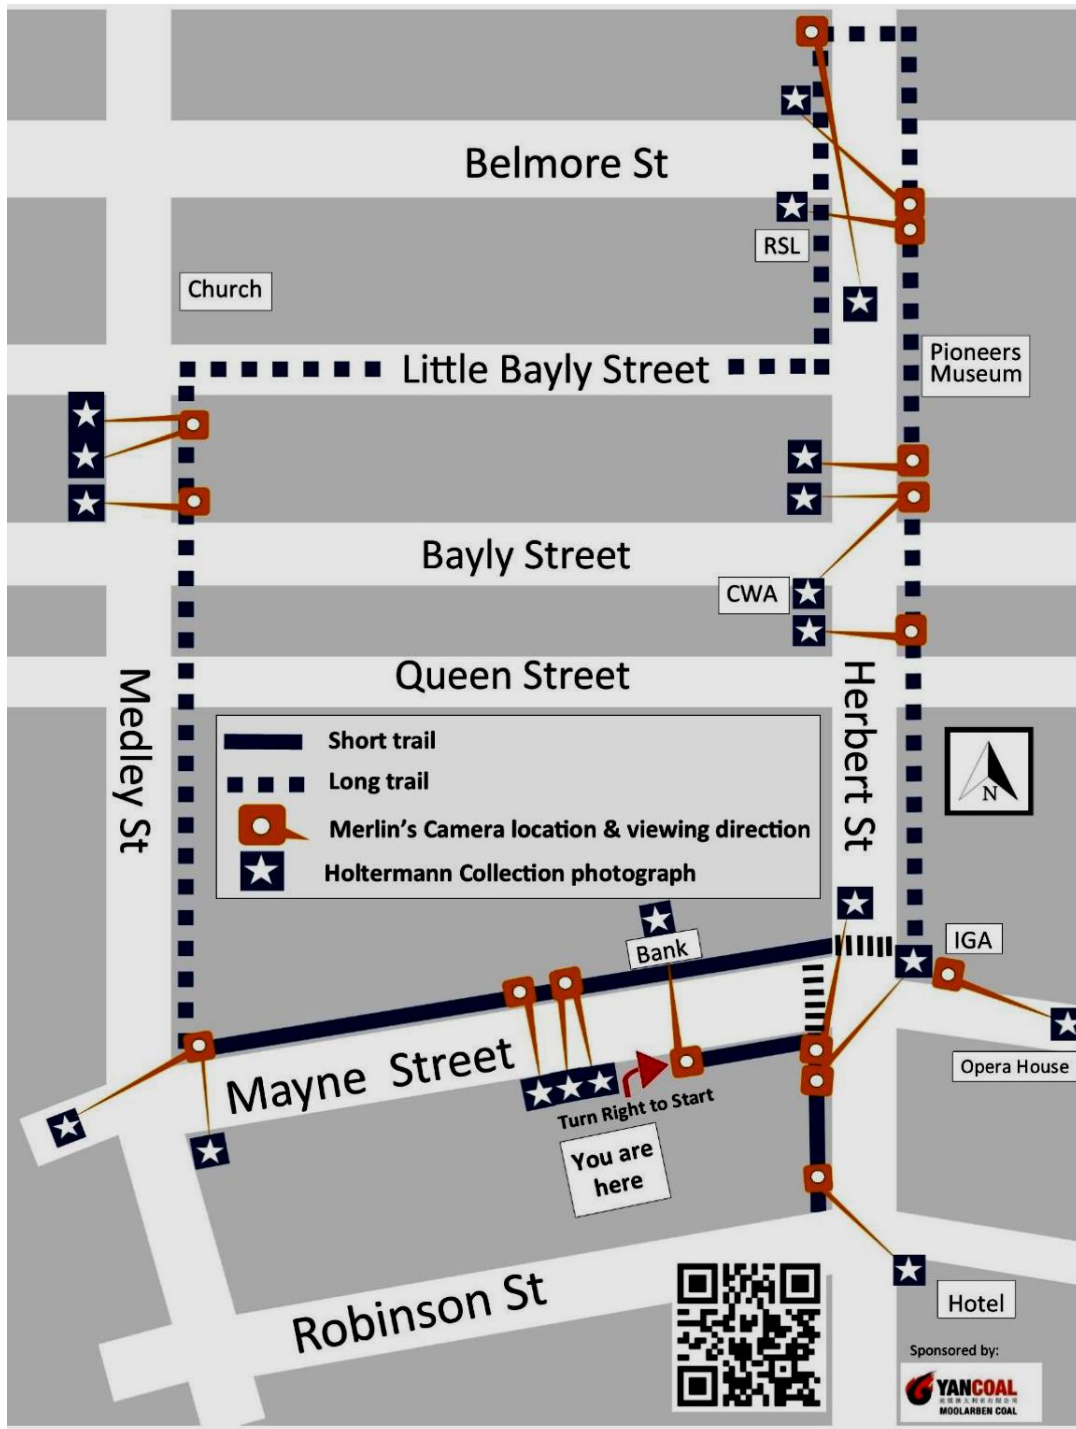 Belmore St
RSL
Church
Little Bayly Street
Pioneers
Museum
Bayly Street
CWA
Queen Street
Medley St
Herbert St
Short trail
Long trail
Merlin's Camera location & viewing direction
Holtermann Collection photograph
N
Bank
IGA
Opera House
Mayne Street
Turn Right to Start
You are
here
Robinson St
Hotel
Sponsored by:
YANCOAL
MOOLARBEN COAL